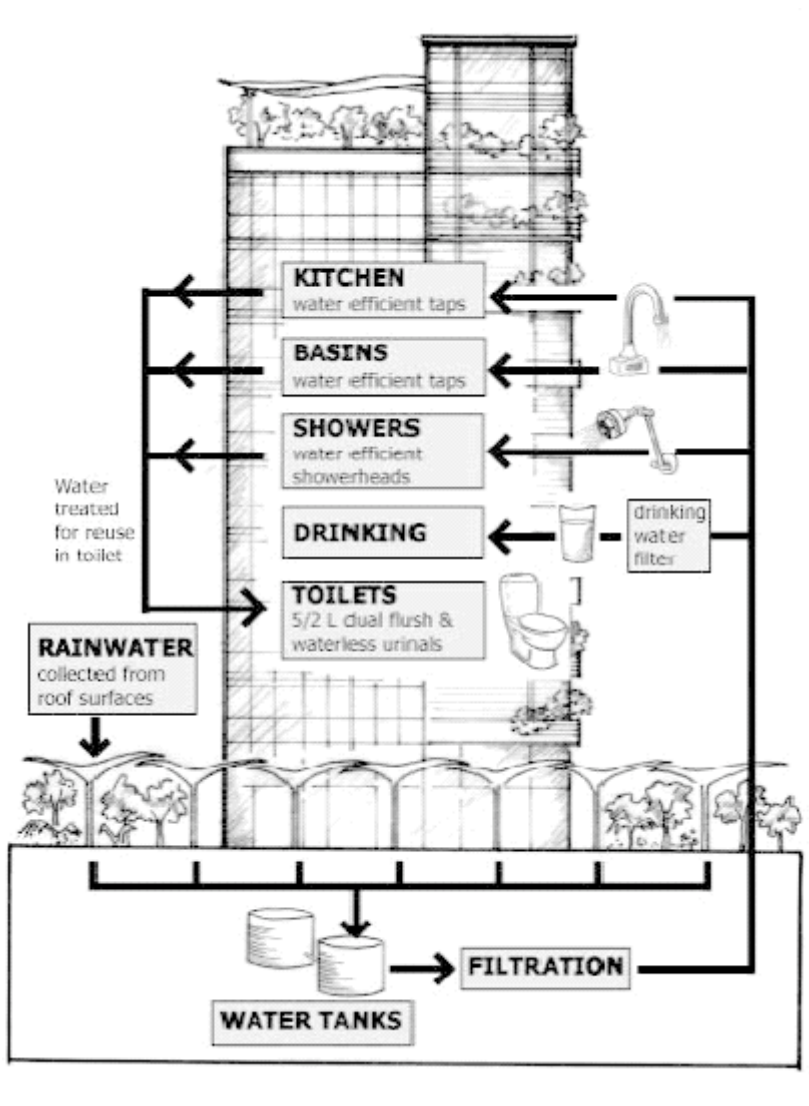 KITCHEN
water efficient taps
BASINS
water efficient taps
SHOWERS
water efficient
showerheads
Water
treated
for reuse
in toilet
DRINKING
drinking
water
filter
TOILETS
5/2 L dual flush &
waterless urinals
RAINWATER
collected from
roof surfaces
FILTRATION
WATER TANKS